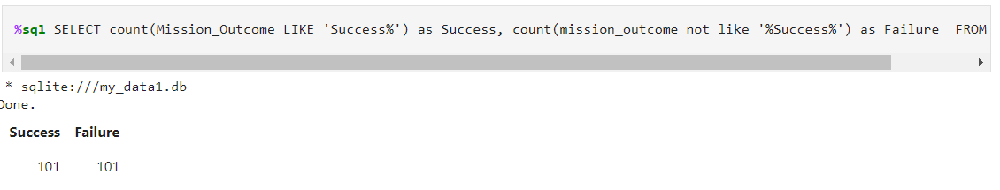 %sql SELECT count(Mission_Outcome LIKE 'Success%') as Success, count(mission_outcome not like '%Success%') as Failure  FROM
* sqlite:///my_data1.db
Done.
Success Failure
101 101